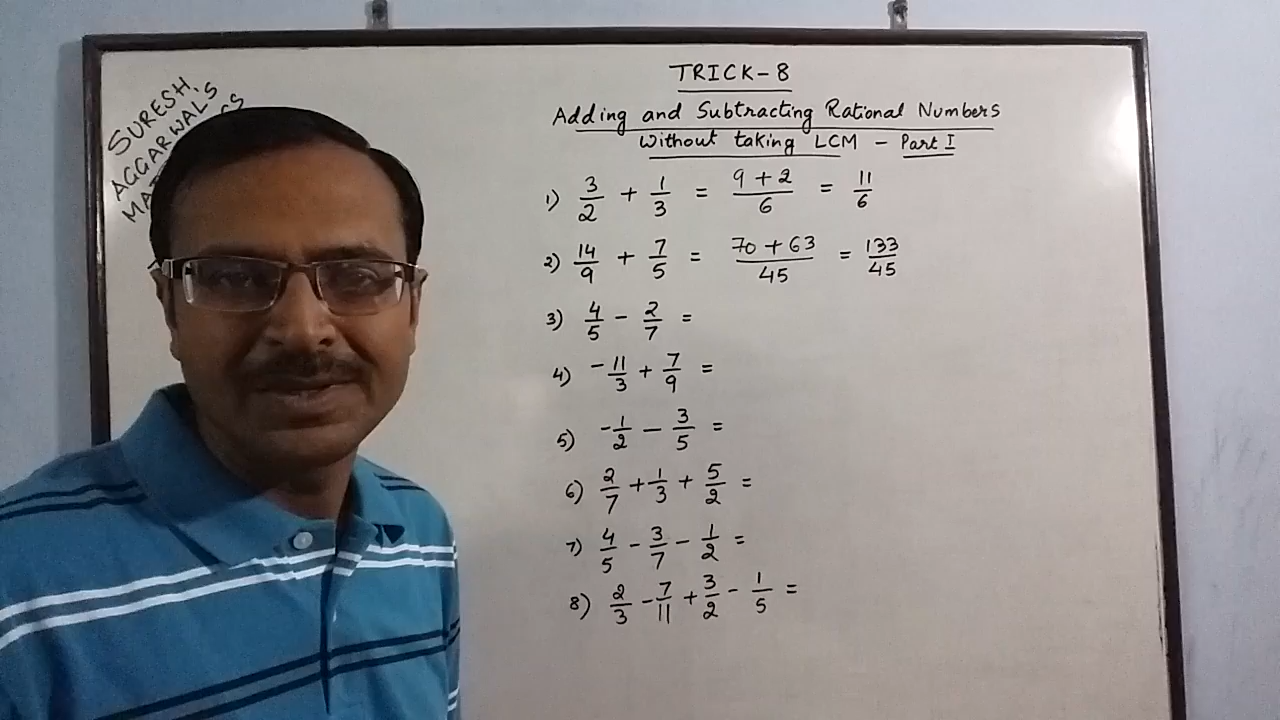 SURESH
AGGARWAL'S
TRICK-8
Adding and Subtracting Rational Numbers
Without taking LCM - Part I
1) 3/2 + 1/3 = 9+2/6 = 11/6
2) 14/9 + 7/5 = 70+63/45 = 133/45
3) 4/5 - 2/7 =
4) -11/3 + 7/9 =
5) -1/2 - 3/5 =
6) 2/7 + 1/3 + 5/2 =
7) 4/5 - 3/7 - 1/2 =
8) 2/3 - 7/11 + 3/2 - 1/5 =